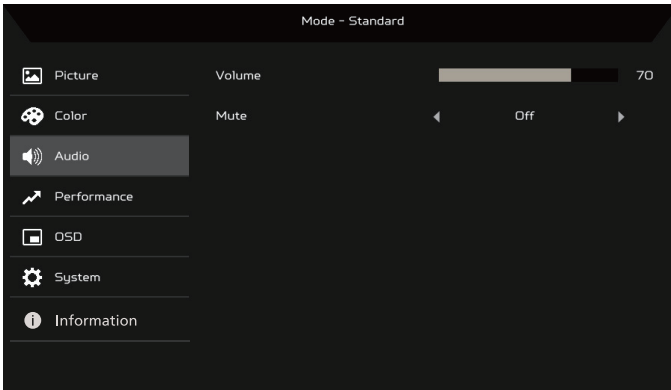 Mode - Standard
Picture
Volume 70
Color
Mute Off
Audio
Performance
OSD
System
Information